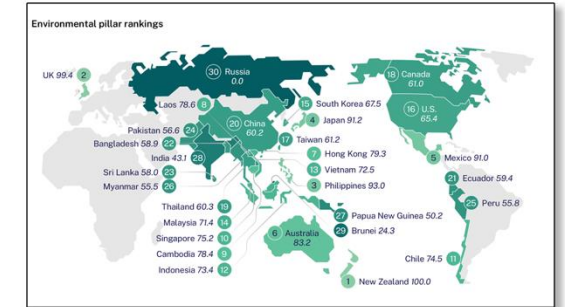 Environmental pillar rankings
UK 99.4 2
30 Russia
0.0
18 Canada
61.0
Laos 78.6 8
15 South Korea 67.5
4 Japan 91.2
16 U.S.
65.4
20 China
60.2
Pakistan 56.6 24
17 Taiwan 61.2
Bangladesh 58.9 22
7 Hong Kong 79.3
5 Mexico 91.0
India 43.1 28
13 Vietnam 72.5
Sri Lanka 58.0 23
3 Philippines 93.0
21 Ecuador 59.4
Myanmar 55.5 26
25 Peru 55.8
Thailand 60.3 19
27 Papua New Guinea 50.2
Malaysia 71.4 14
29 Brunei 24.3
6 Australia
83.2
Singapore 75.2 10
Cambodia 78.4 9
Chile 74.5 11
Indonesia 73.4 12
1 New Zealand 100.0